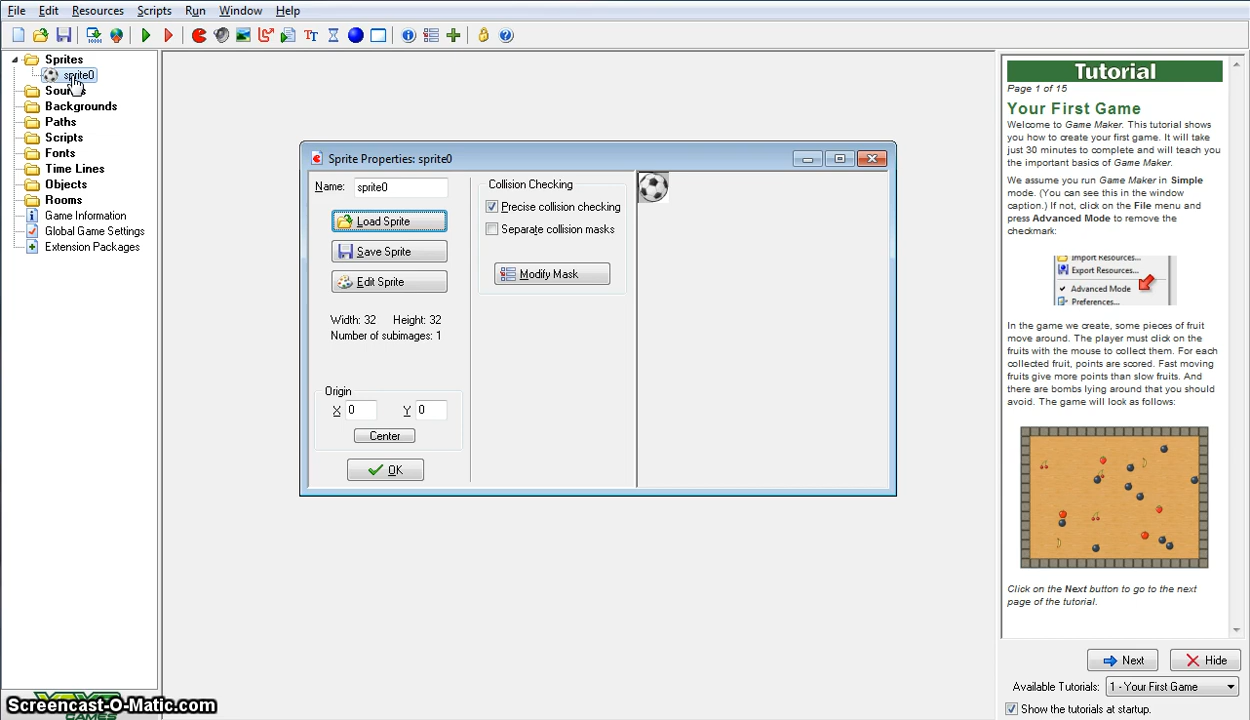 File Edit Resources Scripts Run Window Help
Sprites
sprite0
Backgrounds
Paths
Scripts
Fonts
Time Lines
Objects
Rooms
Game Information
Global Game Settings
Extension Packages
Sprite Properties: sprite0
Name: sprite0
Load Sprite
Save Sprite
Edit Sprite
Width: 32 Height: 32
Number of subimages: 1
Origin
X 0 Y 0
Center
OK
Collision Checking
Precise collision checking
Separate collision masks
Modify Mask
Tutorial
Page 1 of 15
Your First Game
Welcome to Game Maker. This tutorial shows
you how to create your first game. It will take
just 30 minutes to complete and will teach you
the important basics of Game Maker.
We assume you run Game Maker in Simple
mode. (You can see this in the window
caption.) If not, click on the File menu and
press Advanced Mode to remove the
checkmark:
Import Resources...
Export Resources...
Advanced Mode
Preferences...
In the game we create, some pieces of fruit
move around. The player must click on the
fruits with the mouse to collect them. For each
collected fruit, points are scored. Fast moving
fruits give more points than slow fruits. And
there are bombs lying around that you should
avoid. The game will look as follows:
Click on the Next button to go to the next
page of the tutorial.
Next Hide
Available Tutorials: 1 - Your First Game
Show the tutorials at startup.
Screencast-O-Matic.com